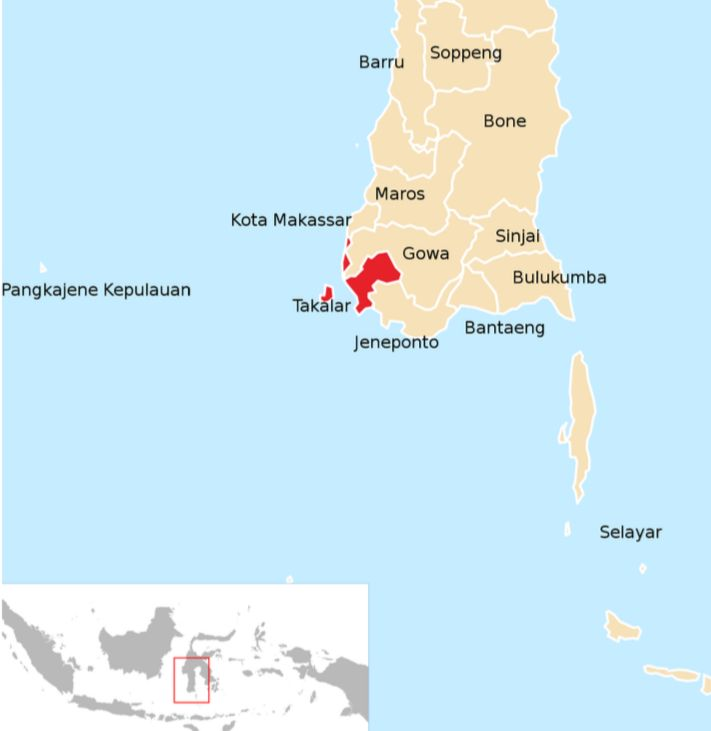 Soppeng
Barru
Bone
Maros
Kota Makassar
Sinjai
Gowa
Bulukumba
Pangkajene Kepulauan
Takalar
Bantaeng
Jeneponto
Selayar